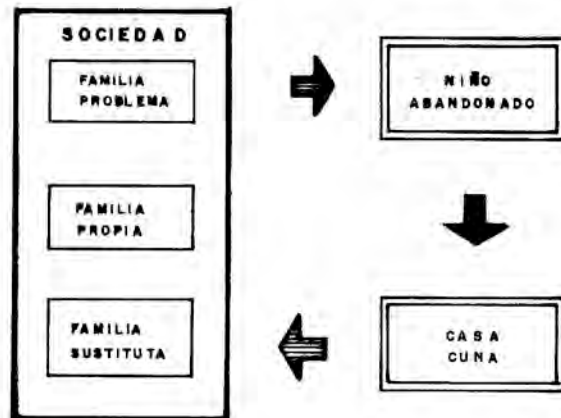 SOCIEDAD
FAMILIA
PROBLEMA
NIÑO
ABANDONADO
FAMILIA
PROPIA
FAMILIA
SUSTITUTA
CASA
CUNA